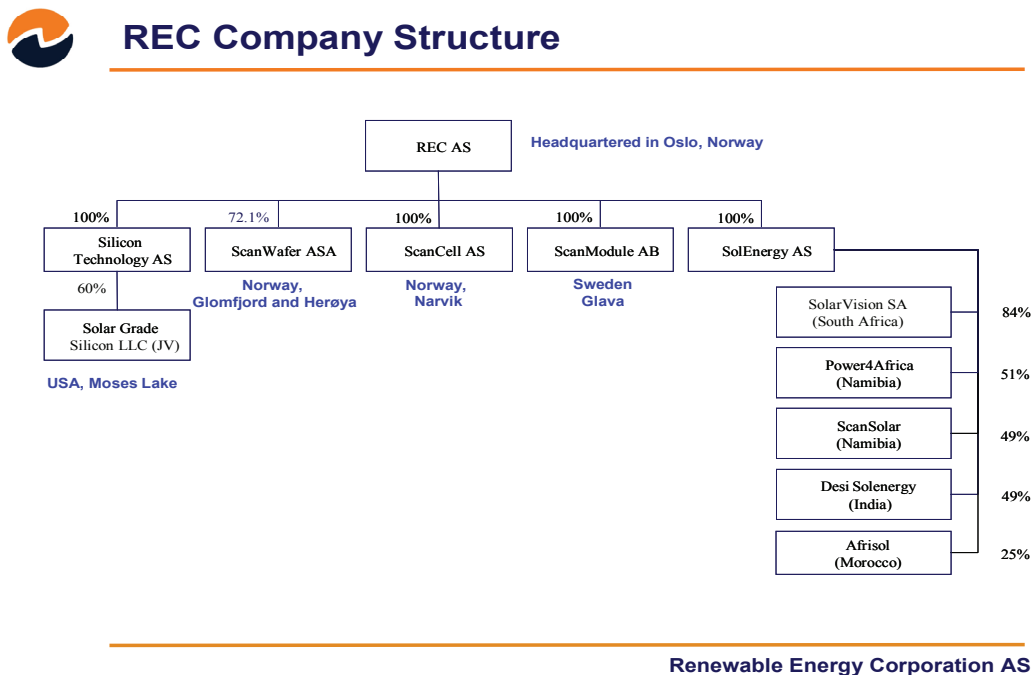 REC Company Structure
REC AS
Headquartered in Oslo, Norway
100%
72.1%
100%
100%
100%
Silicon
Technology AS
ScanWafer ASA
ScanCell AS
ScanModule AB
SolEnergy AS
60%
Norway,
Glomfjord and Herøya
Norway,
Narvik
Sweden
Glava
Solar Grade
Silicon LLC (JV)
USA, Moses Lake
SolarVision SA
(South Africa)
84%
Power4Africa
(Namibia)
51%
ScanSolar
(Namibia)
49%
Desi Solenergy
(India)
49%
Afrisol
(Morocco)
25%
Renewable Energy Corporation AS